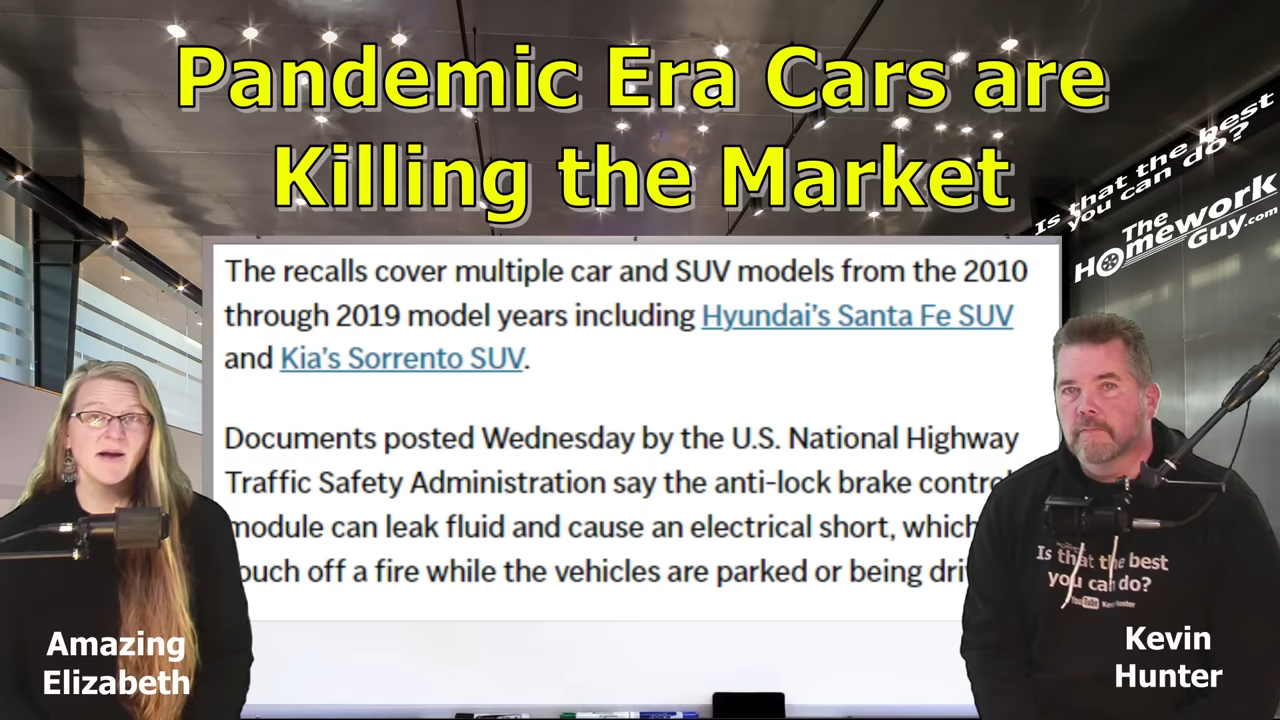 Pandemic Era Cars are
Killing the Market
Is that the best
you can do?
The
Homework
Guy.com
The recalls cover multiple car and SUV models from the 2010
through 2019 model years including Hyundai's Santa Fe SUV
and Kia's Sorrento SUV.
Documents posted Wednesday by the U.S. National Highway
Traffic Safety Administration say the anti-lock brake contro
module can leak fluid and cause an electrical short, which
ouch off a fire while the vehicles are parked or being dri
Is that the best
you can do?
YouTube Kevin Hunter
Amazing
Elizabeth
Kevin
Hunter